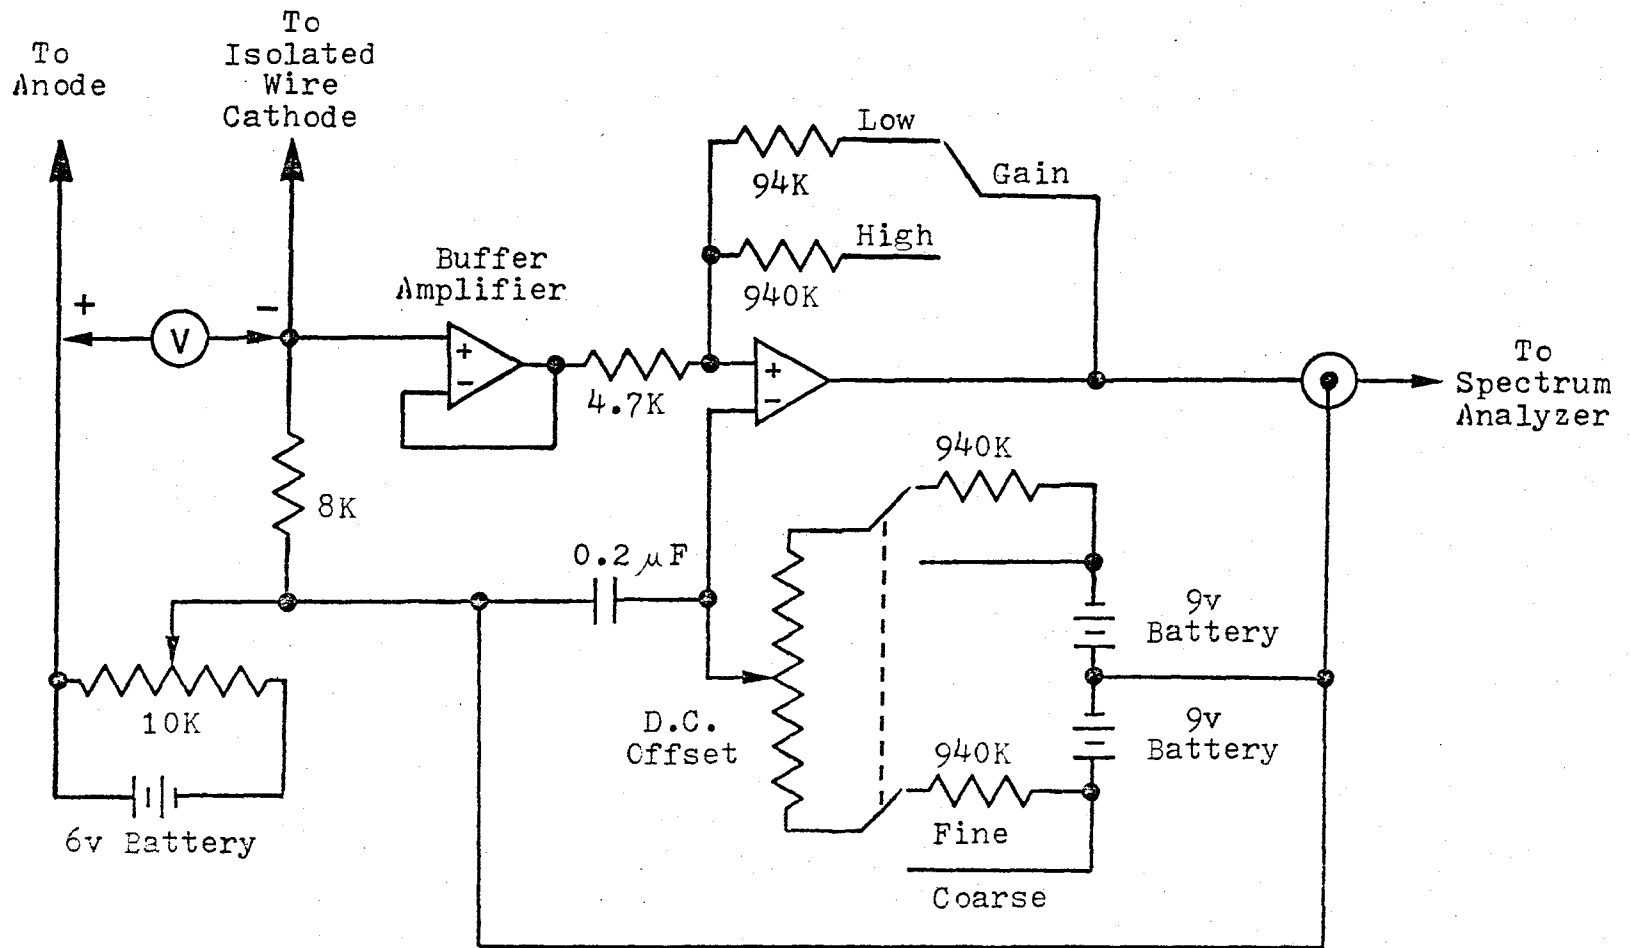 To
Anode
To
Isolated
Wire
Cathode
Low
94K
Gain
High
940K
Buffer
Amplifier
+
-
V
+
-
4.7K
+
-
To
Spectrum
Analyzer
8K
940K
0.2 μF
9v
Battery
10K
D.C.
Offset
9v
Battery
940K
6v Battery
Fine
Coarse